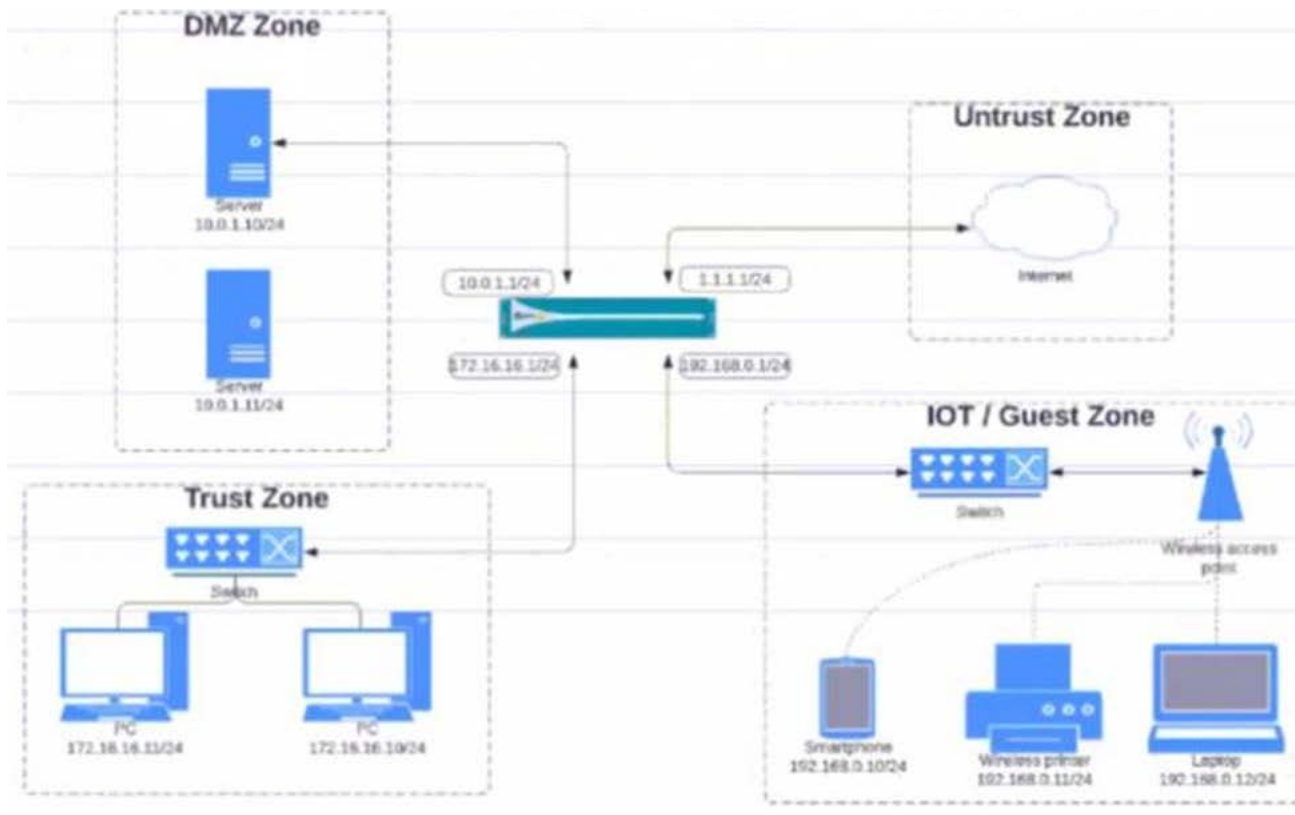 DMZ Zone
Server
10.0.1.10/24
Server
10.0.1.11/24
Untrust Zone
Internet
10.0.1.1/24
1.1.1.1/24
172.16.16.1/24
192.168.0.1/24
Trust Zone
Switch
PC
172.16.16.11/24
PC
172.16.16.10/24
IOT / Guest Zone
Switch
Wireless access
point
Smartphone
192.168.0.10/24
Wireless printer
192.168.0.11/24
Laptop
192.168.0.12/24